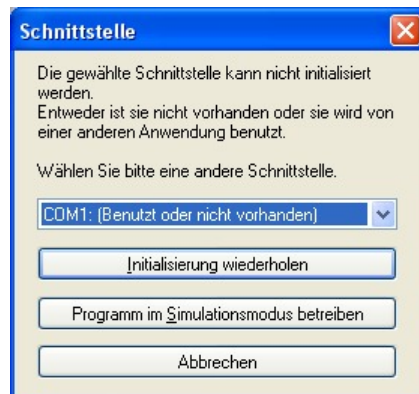 Schnittstelle
Die gewählte Schnittstelle kann nicht initialisiert
werden.
Entweder ist sie nicht vorhanden oder sie wird von
einer anderen Anwendung benutzt.
Wählen Sie bitte eine andere Schnittstelle.
COM1: (Benutzt oder nicht vorhanden)
Initialisierung wiederholen
Programm im Simulationsmodus betreiben
Abbrechen